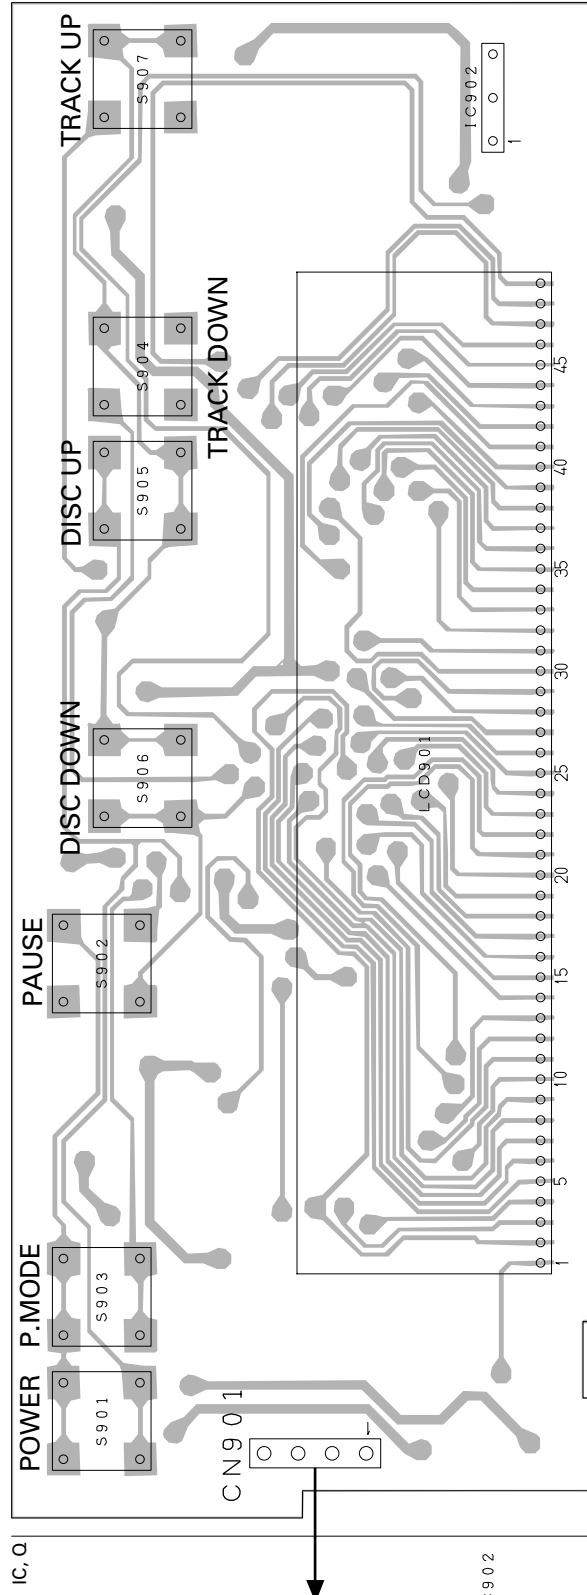 TRACK UP
S907
IC902
1
TRACK DOWN
S904
45
DISC UP
S905
40
35
30
DISC DOWN
S906
LCD901
25
20
PAUSE
S902
15
10
5
1
P.MODE
S903
POWER
S901
CN901
1
IC, Q